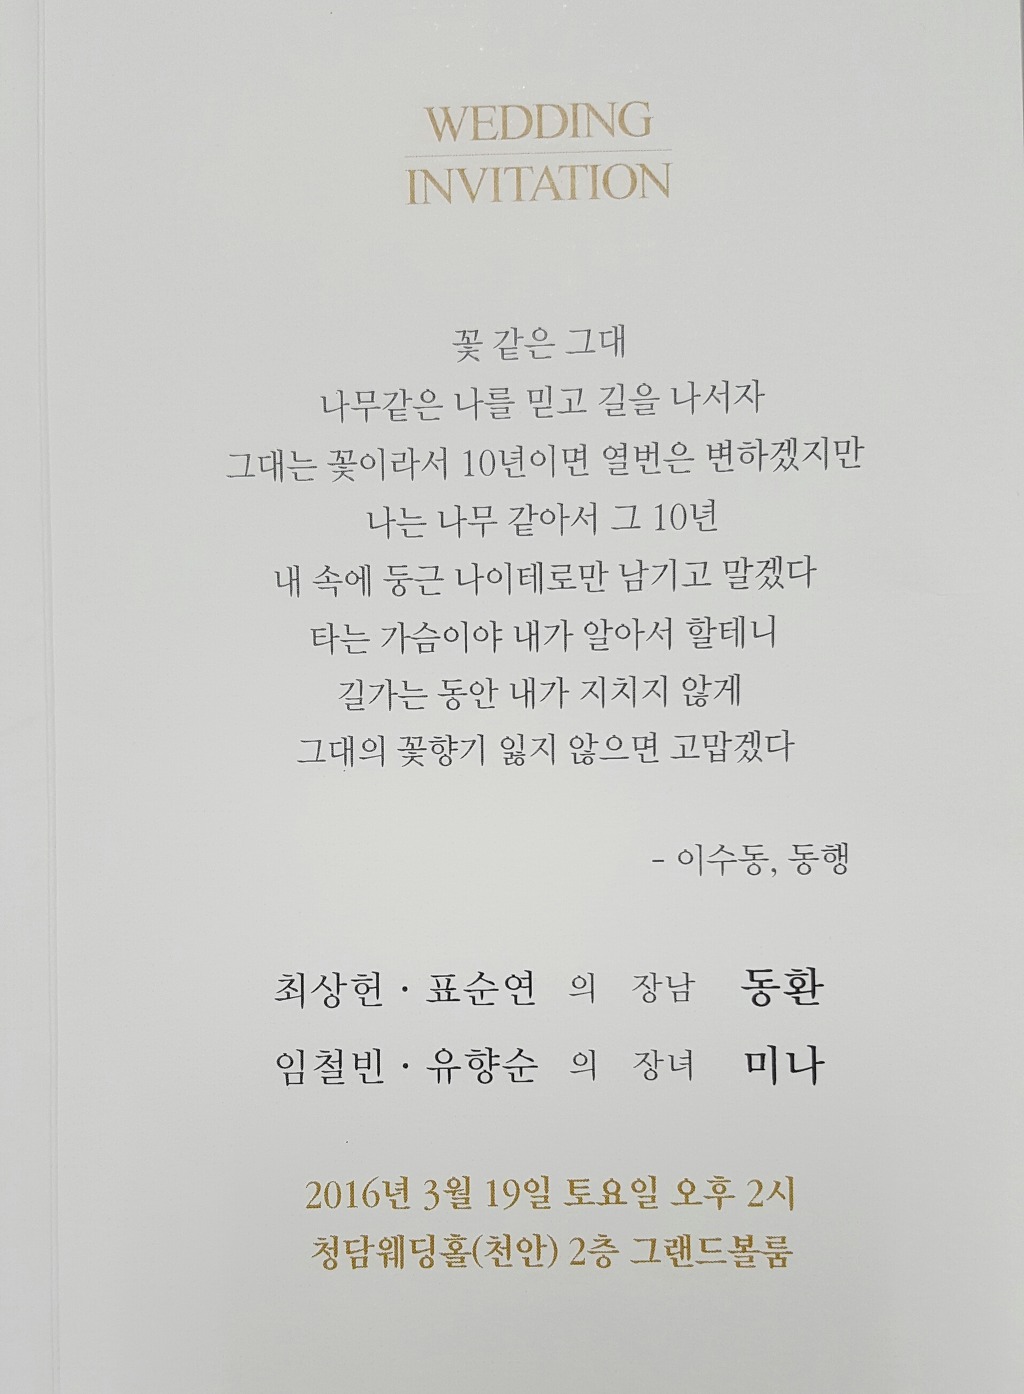 WEDDING
INVITATION
꽃 같은 그대
나무같은 나를 믿고 길을 나서자
그대는 꽃이라서 10년이면 열번은 변하겠지만
나는 나무 같아서 그 10년
내 속에 둥근 나이테로만 남기고 말겠다
타는 가슴이야 내가 알아서 할테니
길가는 동안 내가 지치지 않게
그대의 꽃향기 잃지 않으면 고맙겠다
- 이수동, 동행
최상헌 · 표순연 의 장남 동환
임철빈 · 유향순 의 장녀 미나
2016년 3월 19일 토요일 오후 2시
청담웨딩홀(천안) 2층 그랜드볼룸